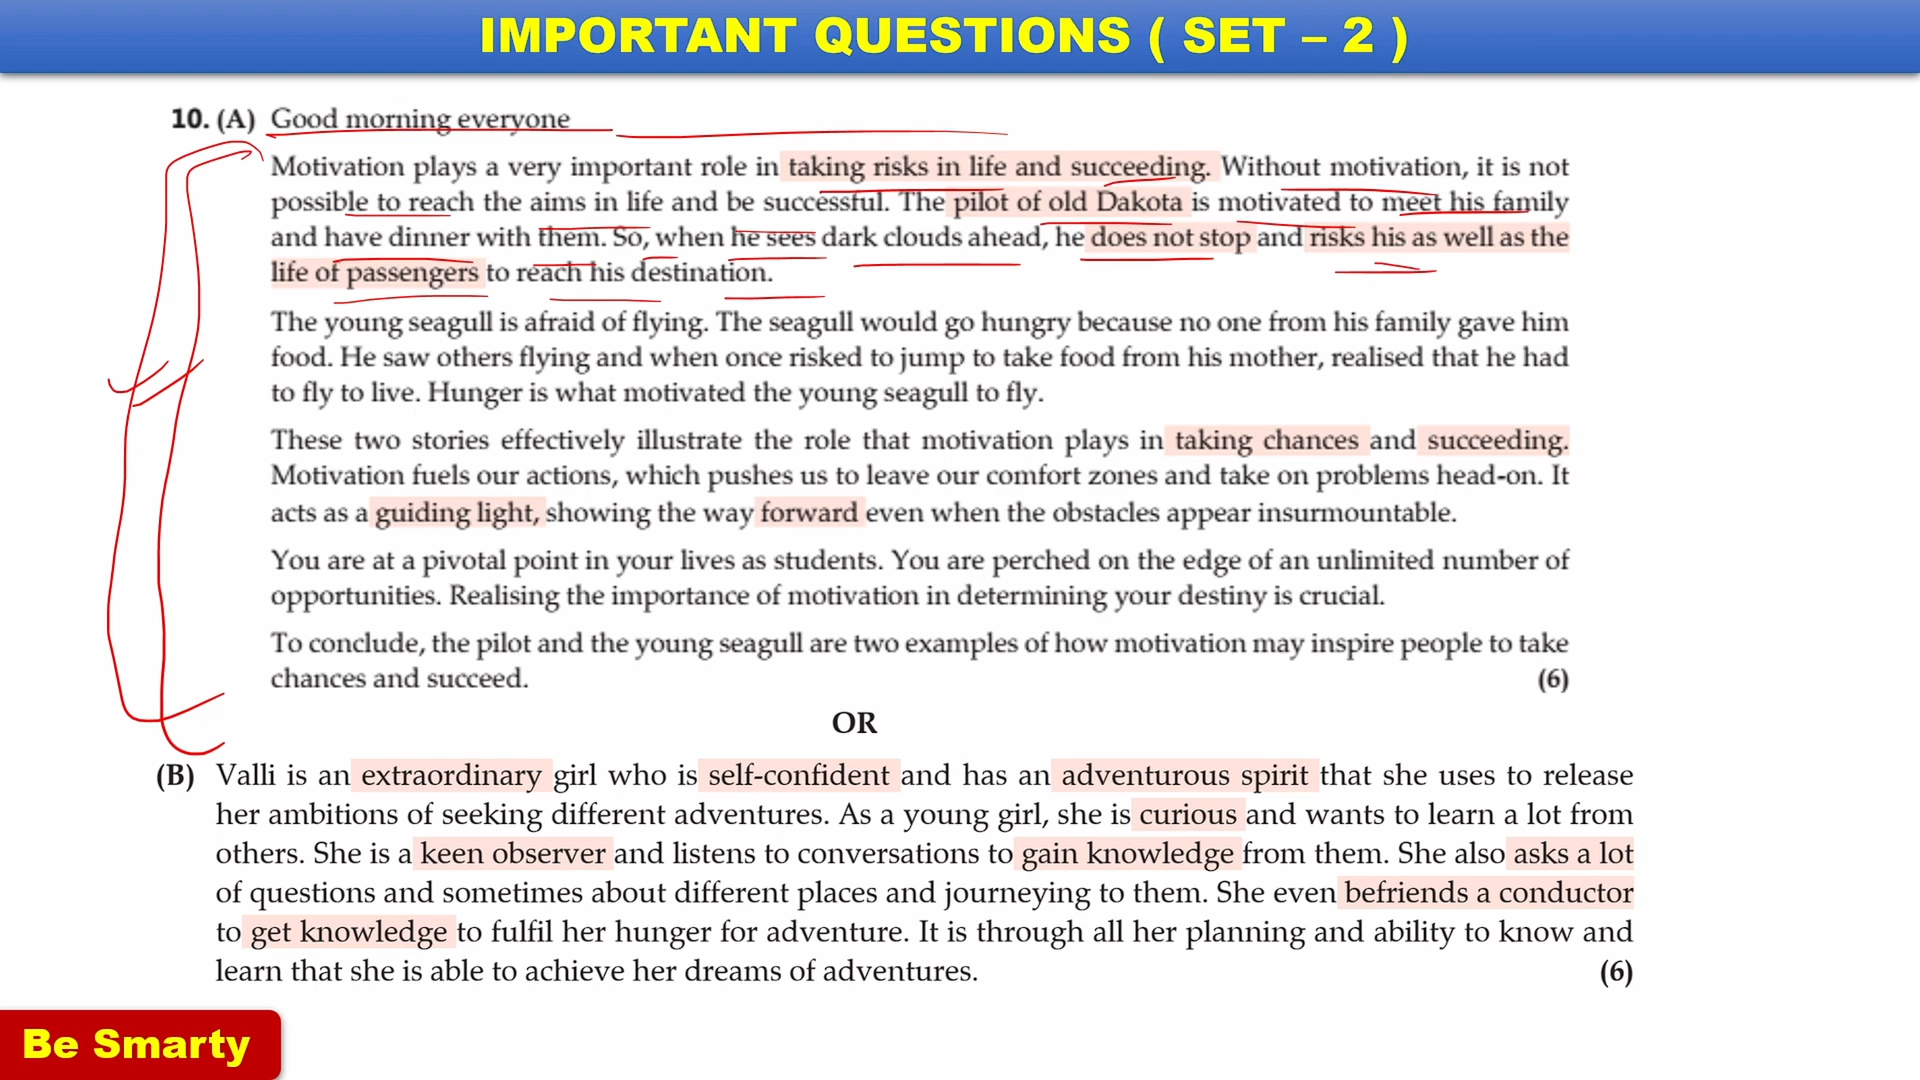 IMPORTANT QUESTIONS ( SET – 2 )
10. (A) Good morning everyone
Motivation plays a very important role in taking risks in life and succeeding. Without motivation, it is not
possible to reach the aims in life and be successful. The pilot of old Dakota is motivated to meet his family
and have dinner with them. So, when he sees dark clouds ahead, he does not stop and risks his as well as the
life of passengers to reach his destination.
The young seagull is afraid of flying. The seagull would go hungry because no one from his family gave him
food. He saw others flying and when once risked to jump to take food from his mother, realised that he had
to fly to live. Hunger is what motivated the young seagull to fly.
These two stories effectively illustrate the role that motivation plays in taking chances and succeeding.
Motivation fuels our actions, which pushes us to leave our comfort zones and take on problems head-on. It
acts as a guiding light, showing the way forward even when the obstacles appear insurmountable.
You are at a pivotal point in your lives as students. You are perched on the edge of an unlimited number of
opportunities. Realising the importance of motivation in determining your destiny is crucial.
To conclude, the pilot and the young seagull are two examples of how motivation may inspire people to take
chances and succeed. (6)
OR
(B) Valli is an extraordinary girl who is self-confident and has an adventurous spirit that she uses to release
her ambitions of seeking different adventures. As a young girl, she is curious and wants to learn a lot from
others. She is a keen observer and listens to conversations to gain knowledge from them. She also asks a lot
of questions and sometimes about different places and journeying to them. She even befriends a conductor
to get knowledge to fulfil her hunger for adventure. It is through all her planning and ability to know and
learn that she is able to achieve her dreams of adventures. (6)
Be Smarty